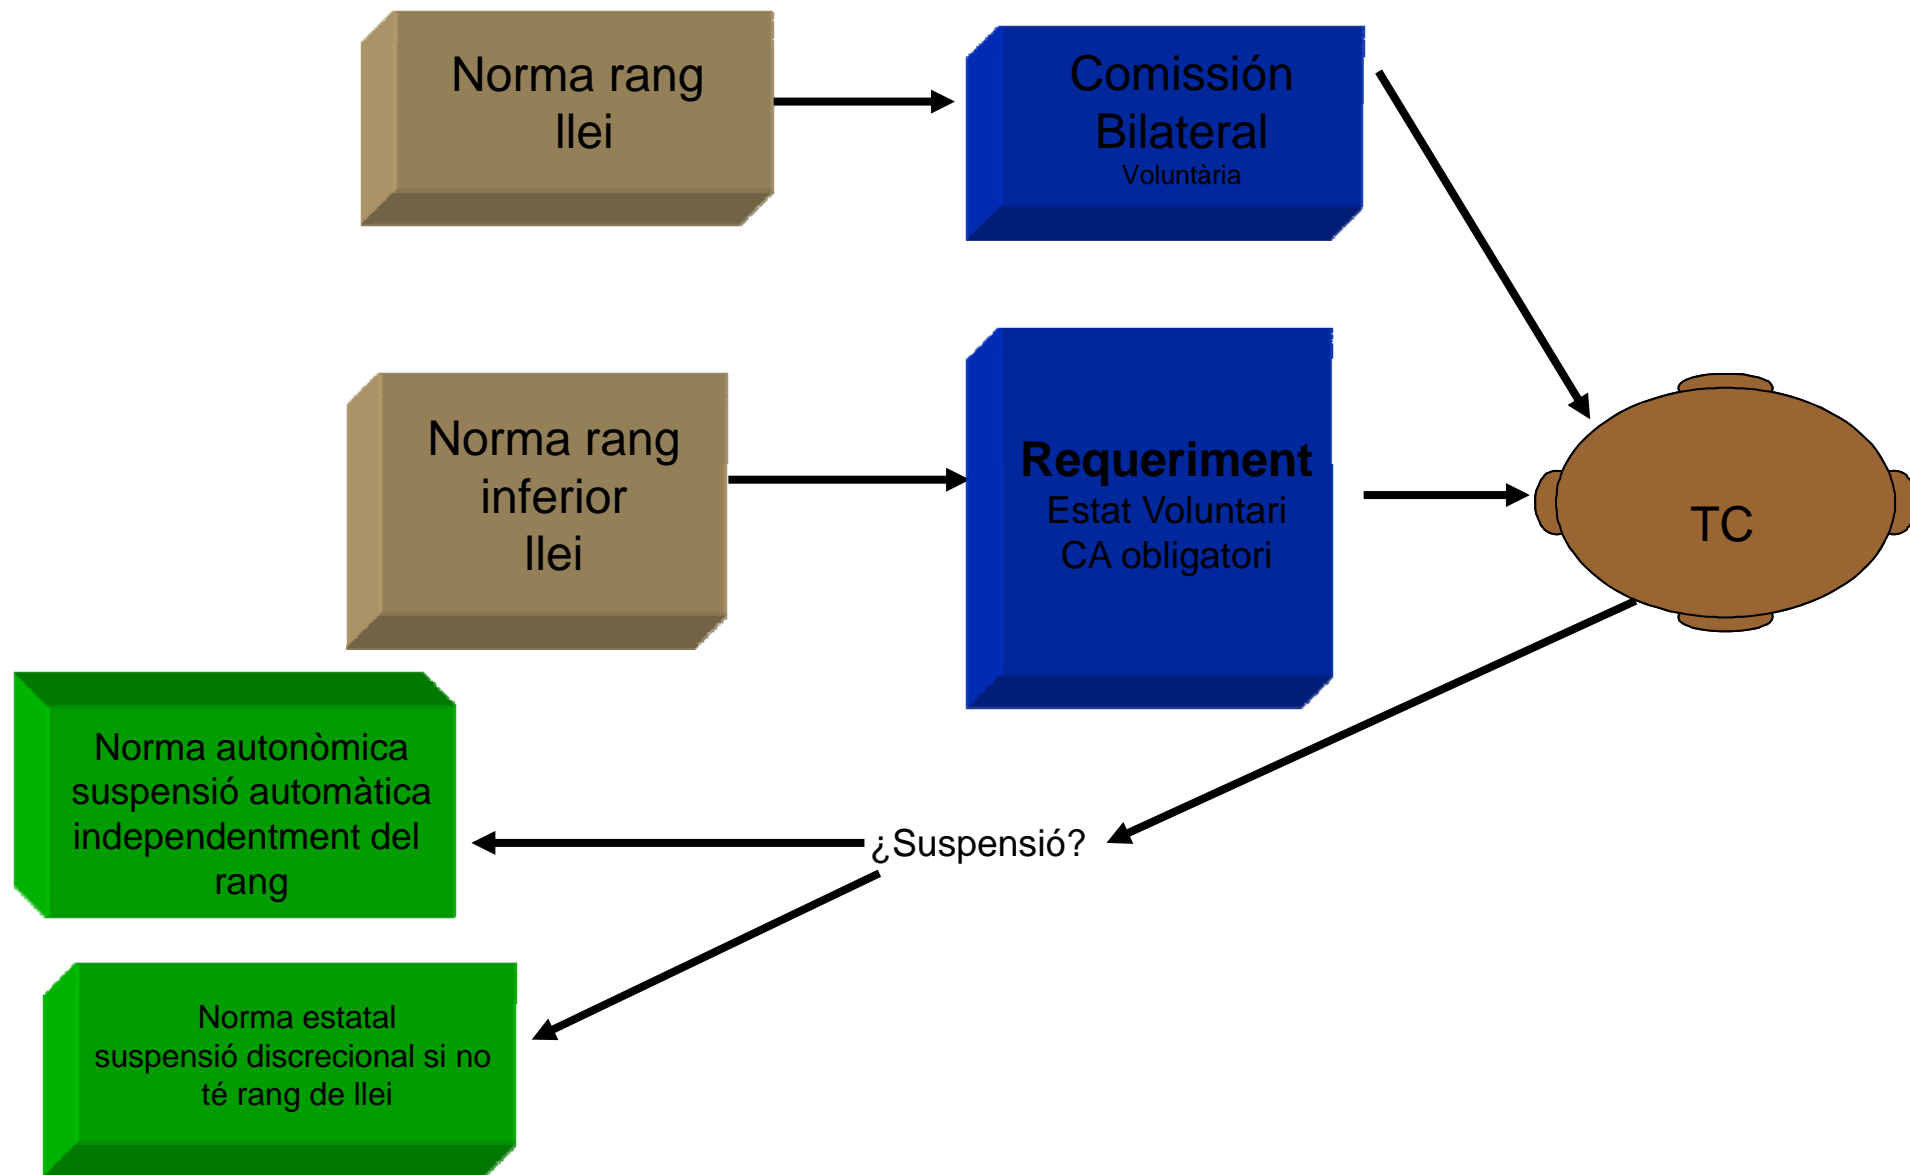 Norma rang
llei
Comissión
Bilateral
Voluntària
Norma rang
inferior
llei
Requeriment
Estat Voluntari
CA obligatori
TC
¿Suspensió?
Norma autonòmica
suspensió automàtica
independentment del
rang
Norma estatal
suspensió discrecional si no
té rang de llei